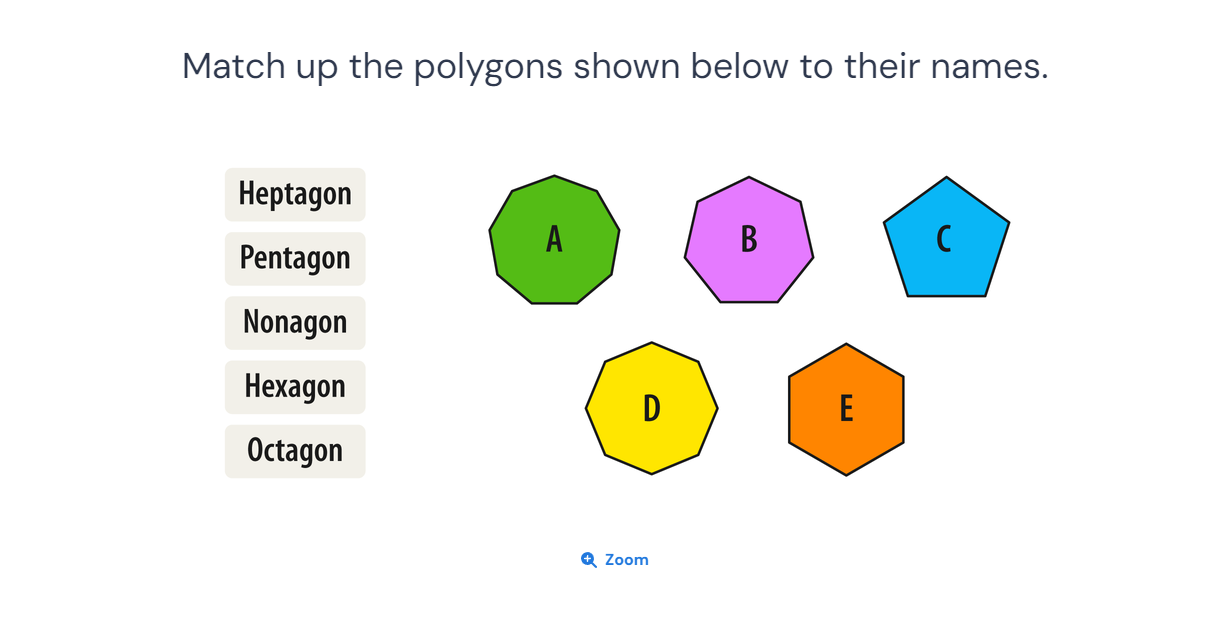 Match up the polygons shown below to their names.
Heptagon
Pentagon
Nonagon
Hexagon
Octagon
A
B
C
D
E
Zoom